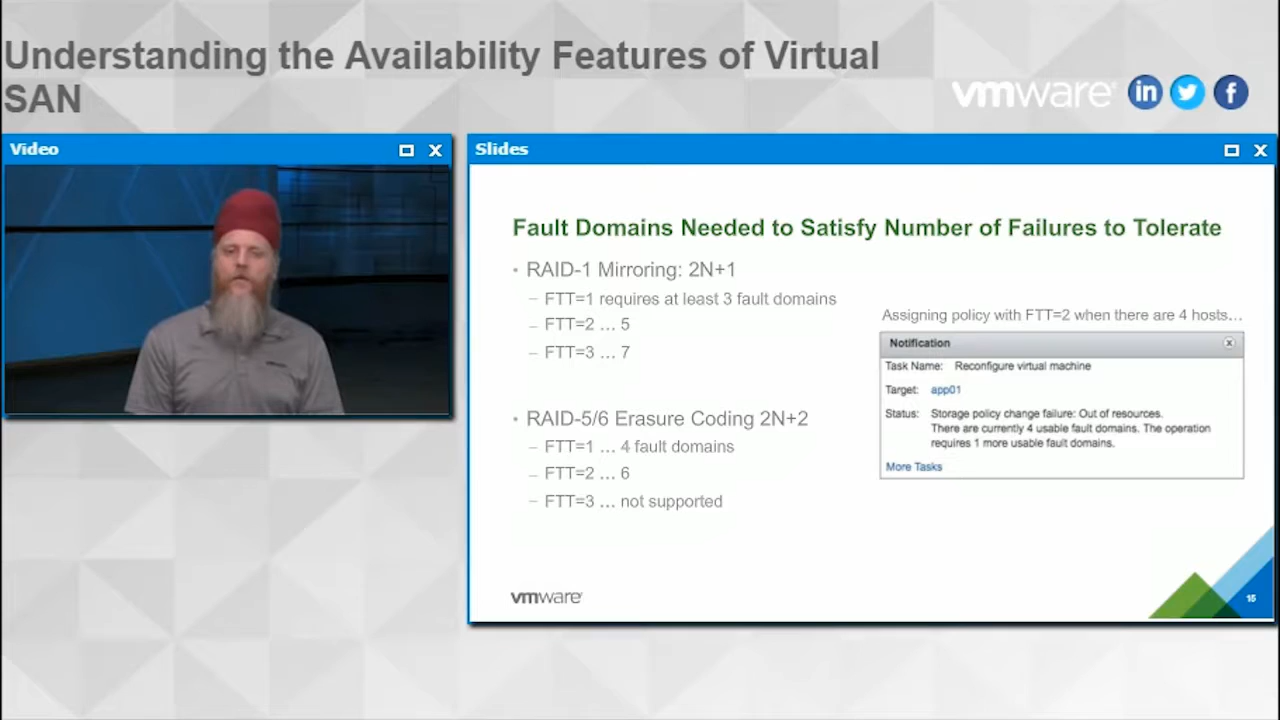 Understanding the Availability Features of Virtual
SAN
vmware
in
f
Video
Slides
Fault Domains Needed to Satisfy Number of Failures to Tolerate
• RAID-1 Mirroring: 2N+1
– FTT=1 requires at least 3 fault domains
– FTT=2 … 5
– FTT=3 … 7
• RAID-5/6 Erasure Coding 2N+2
– FTT=1 … 4 fault domains
– FTT=2 … 6
– FTT=3 … not supported
Assigning policy with FTT=2 when there are 4 hosts…
Notification
Task Name: Reconfigure virtual machine
Target: app01
Status: Storage policy change failure: Out of resources.
There are currently 4 usable fault domains. The operation
requires 1 more usable fault domains.
More Tasks
vmware
15